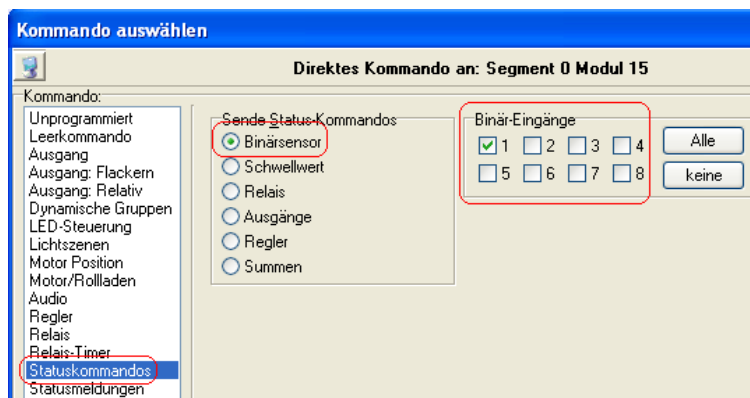 Kommando auswählen
Direktes Kommando an: Segment 0 Modul 15
Kommando:
Unprogrammiert
Leerkommando
Ausgang
Ausgang: Flackern
Ausgang: Relativ
Dynamische Gruppen
LED-Steuerung
Lichtszenen
Motor Position
Motor/Rollladen
Audio
Regler
Relais
Relais-Timer
Statuskommandos
Statusmeldungen
Sende Status-Kommandos
Binärsensor
Schwellwert
Relais
Ausgänge
Regler
Summen
Binär-Eingänge
1 2 3 4
5 6 7 8
Alle
keine